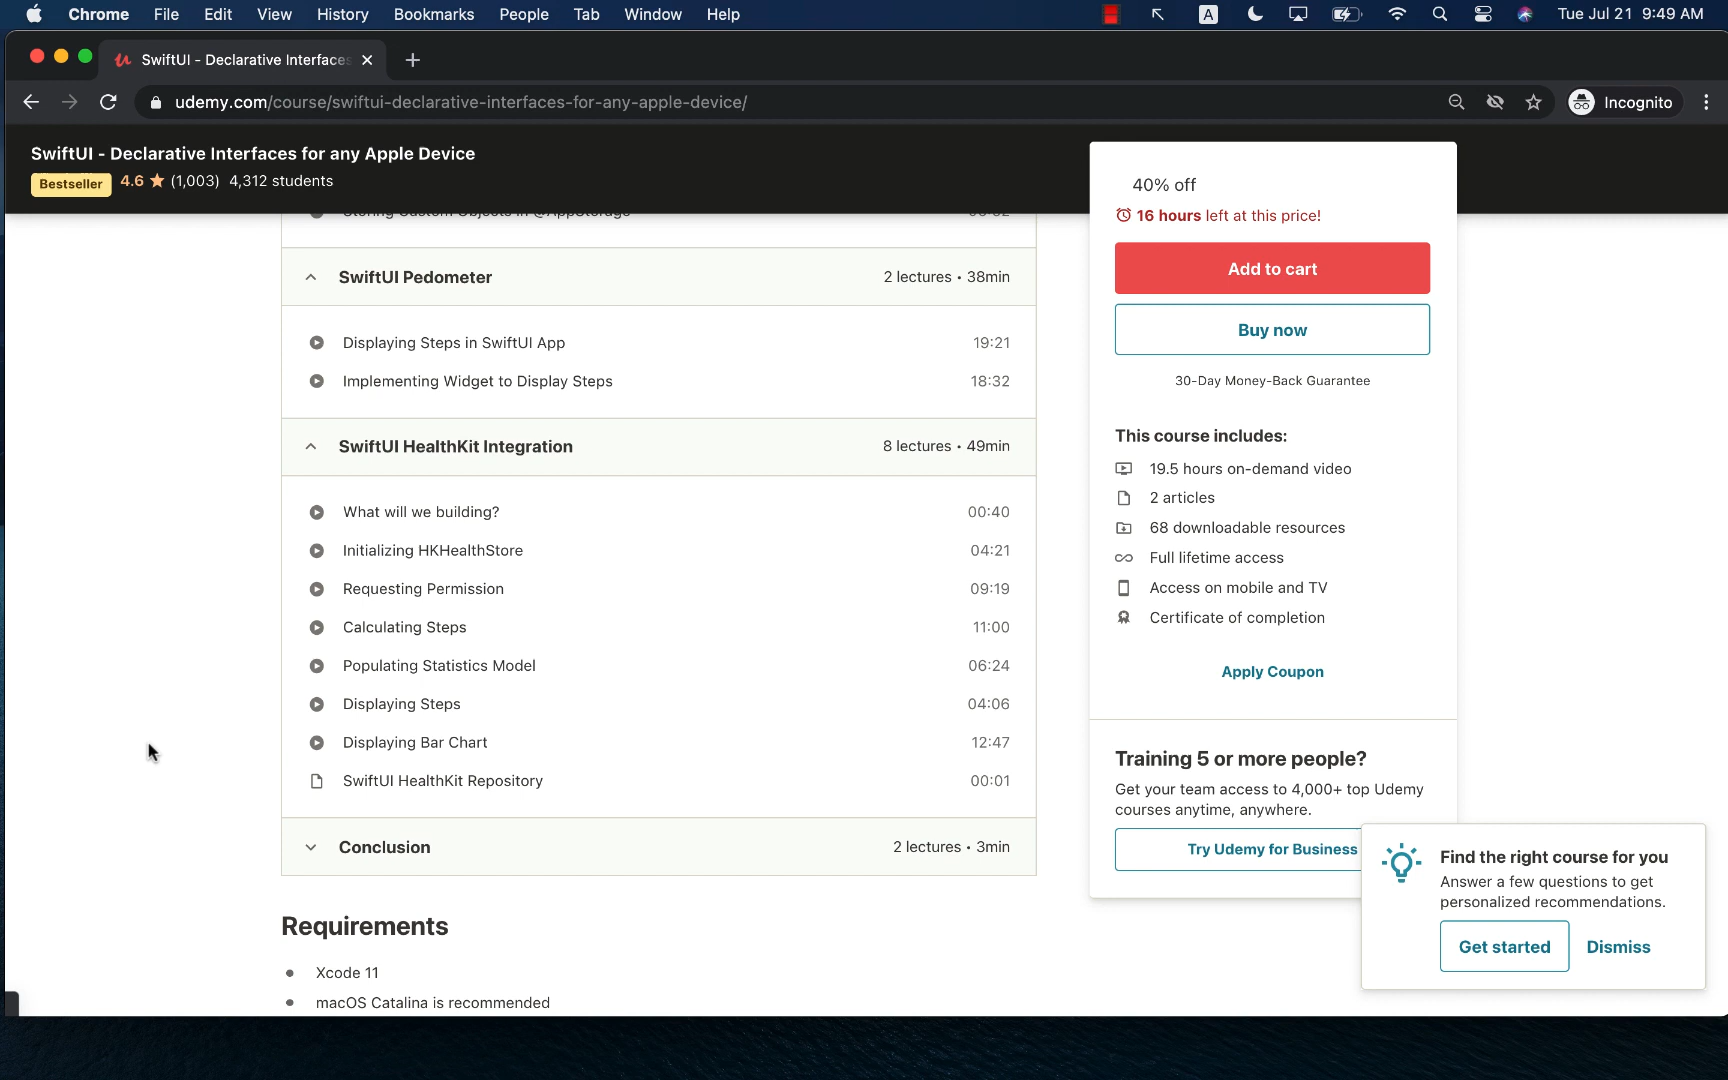 Chrome File Edit View History Bookmarks People Tab Window Help A Tue Jul 21 9:49 AM
SwiftUI - Declarative Interfaces
udemy.com/course/swiftui-declarative-interfaces-for-any-apple-device/ Incognito
SwiftUI - Declarative Interfaces for any Apple Device
Bestseller 4.6 (1,003) 4,312 students
Storing Custom Objects in @AppStorage
SwiftUI Pedometer 2 lectures • 38min
Displaying Steps in SwiftUI App 19:21
Implementing Widget to Display Steps 18:32
SwiftUI HealthKit Integration 8 lectures • 49min
What will we building? 00:40
Initializing HKHealthStore 04:21
Requesting Permission 09:19
Calculating Steps 11:00
Populating Statistics Model 06:24
Displaying Steps 04:06
Displaying Bar Chart 12:47
SwiftUI HealthKit Repository 00:01
Conclusion 2 lectures • 3min
Requirements
• Xcode 11
• macOS Catalina is recommended
40% off
16 hours left at this price!
Add to cart
Buy now
30-Day Money-Back Guarantee
This course includes:
19.5 hours on-demand video
2 articles
68 downloadable resources
Full lifetime access
Access on mobile and TV
Certificate of completion
Apply Coupon
Training 5 or more people?
Get your team access to 4,000+ top Udemy
courses anytime, anywhere.
Try Udemy for Business
Find the right course for you
Answer a few questions to get
personalized recommendations.
Get started Dismiss